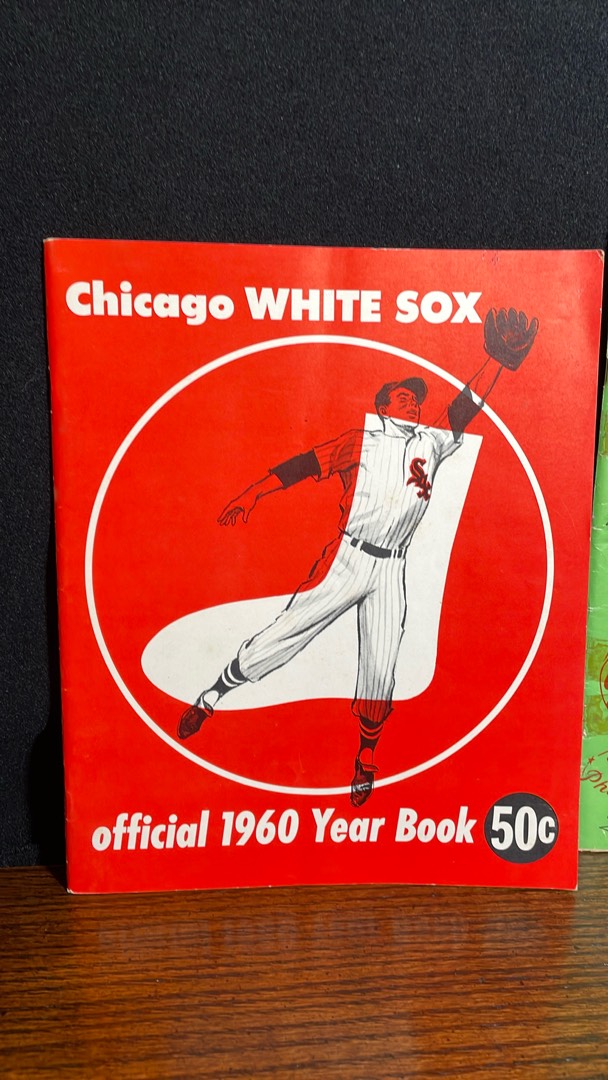 Chicago WHITE SOX
Sox
official 1960 Year Book 50c